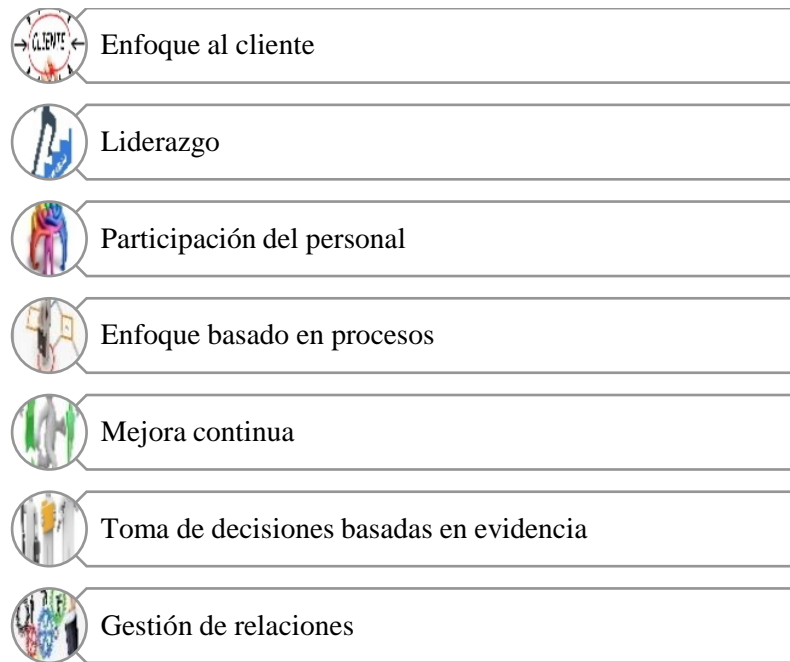 CLIENTE
Enfoque al cliente
Liderazgo
Participación del personal
Enfoque basado en procesos
Mejora continua
Toma de decisiones basadas en evidencia
Gestión de relaciones